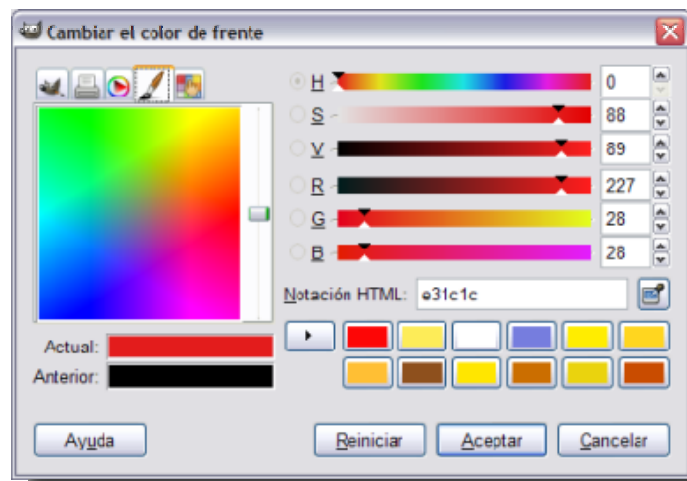 Cambiar el color de frente
H 0
S 88
V 89
R 227
G 28
B 28
Notación HTML: e31c1c
Actual:
Anterior:
Ayuda Reiniciar Aceptar Cancelar